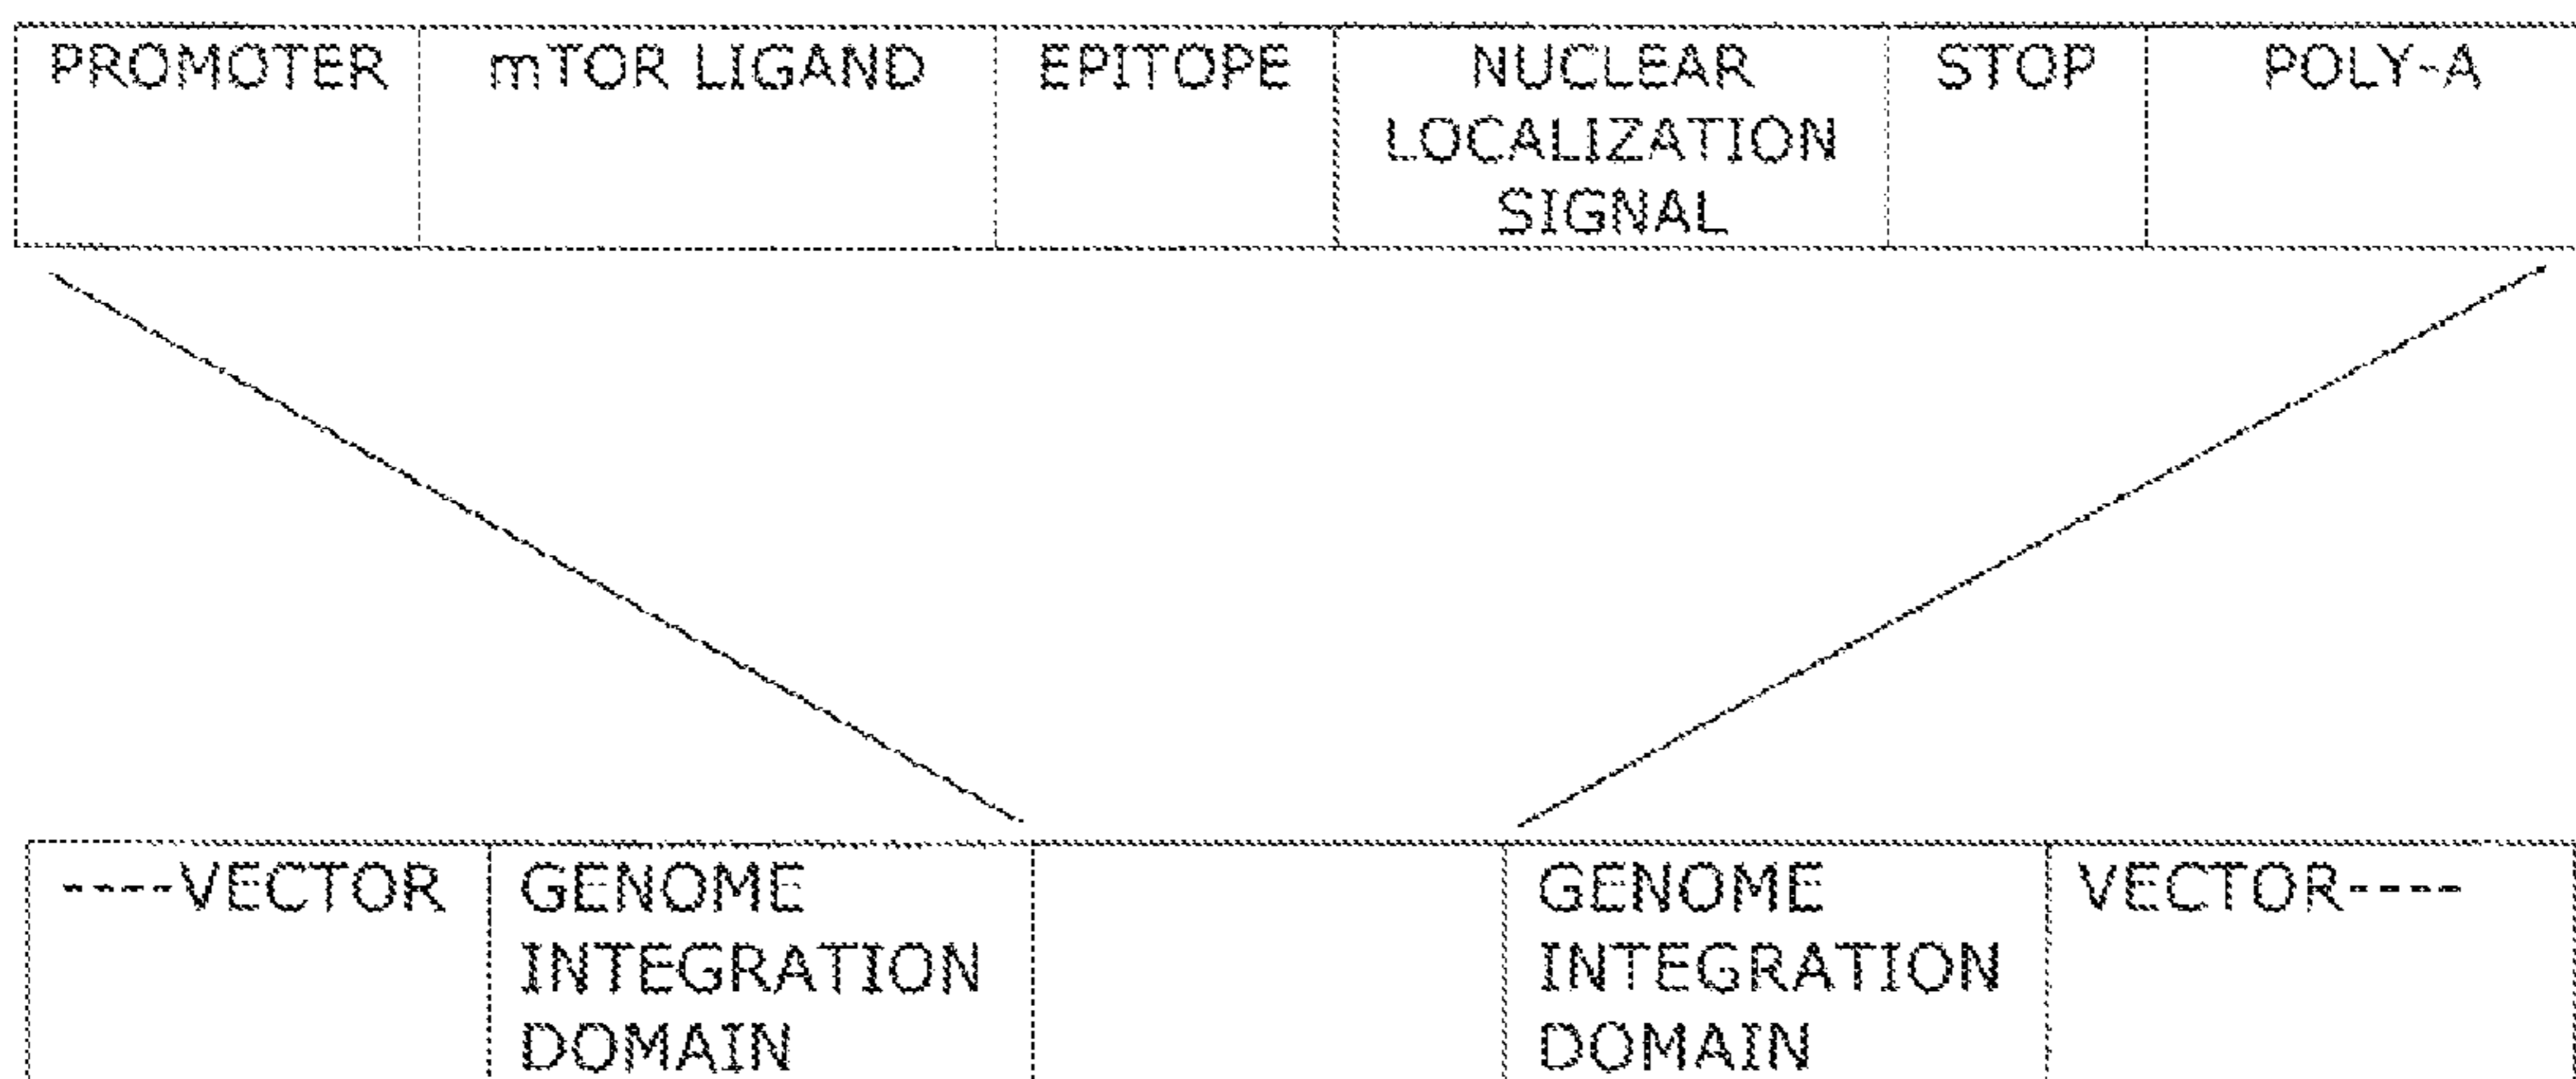 PROMOTER mTOR LIGAND EPITOPE NUCLEAR STOP POLY-A
LOCALIZATION
SIGNAL
----VECTOR GENOME GENOME VECTOR----
INTEGRATION INTEGRATION
DOMAIN DOMAIN